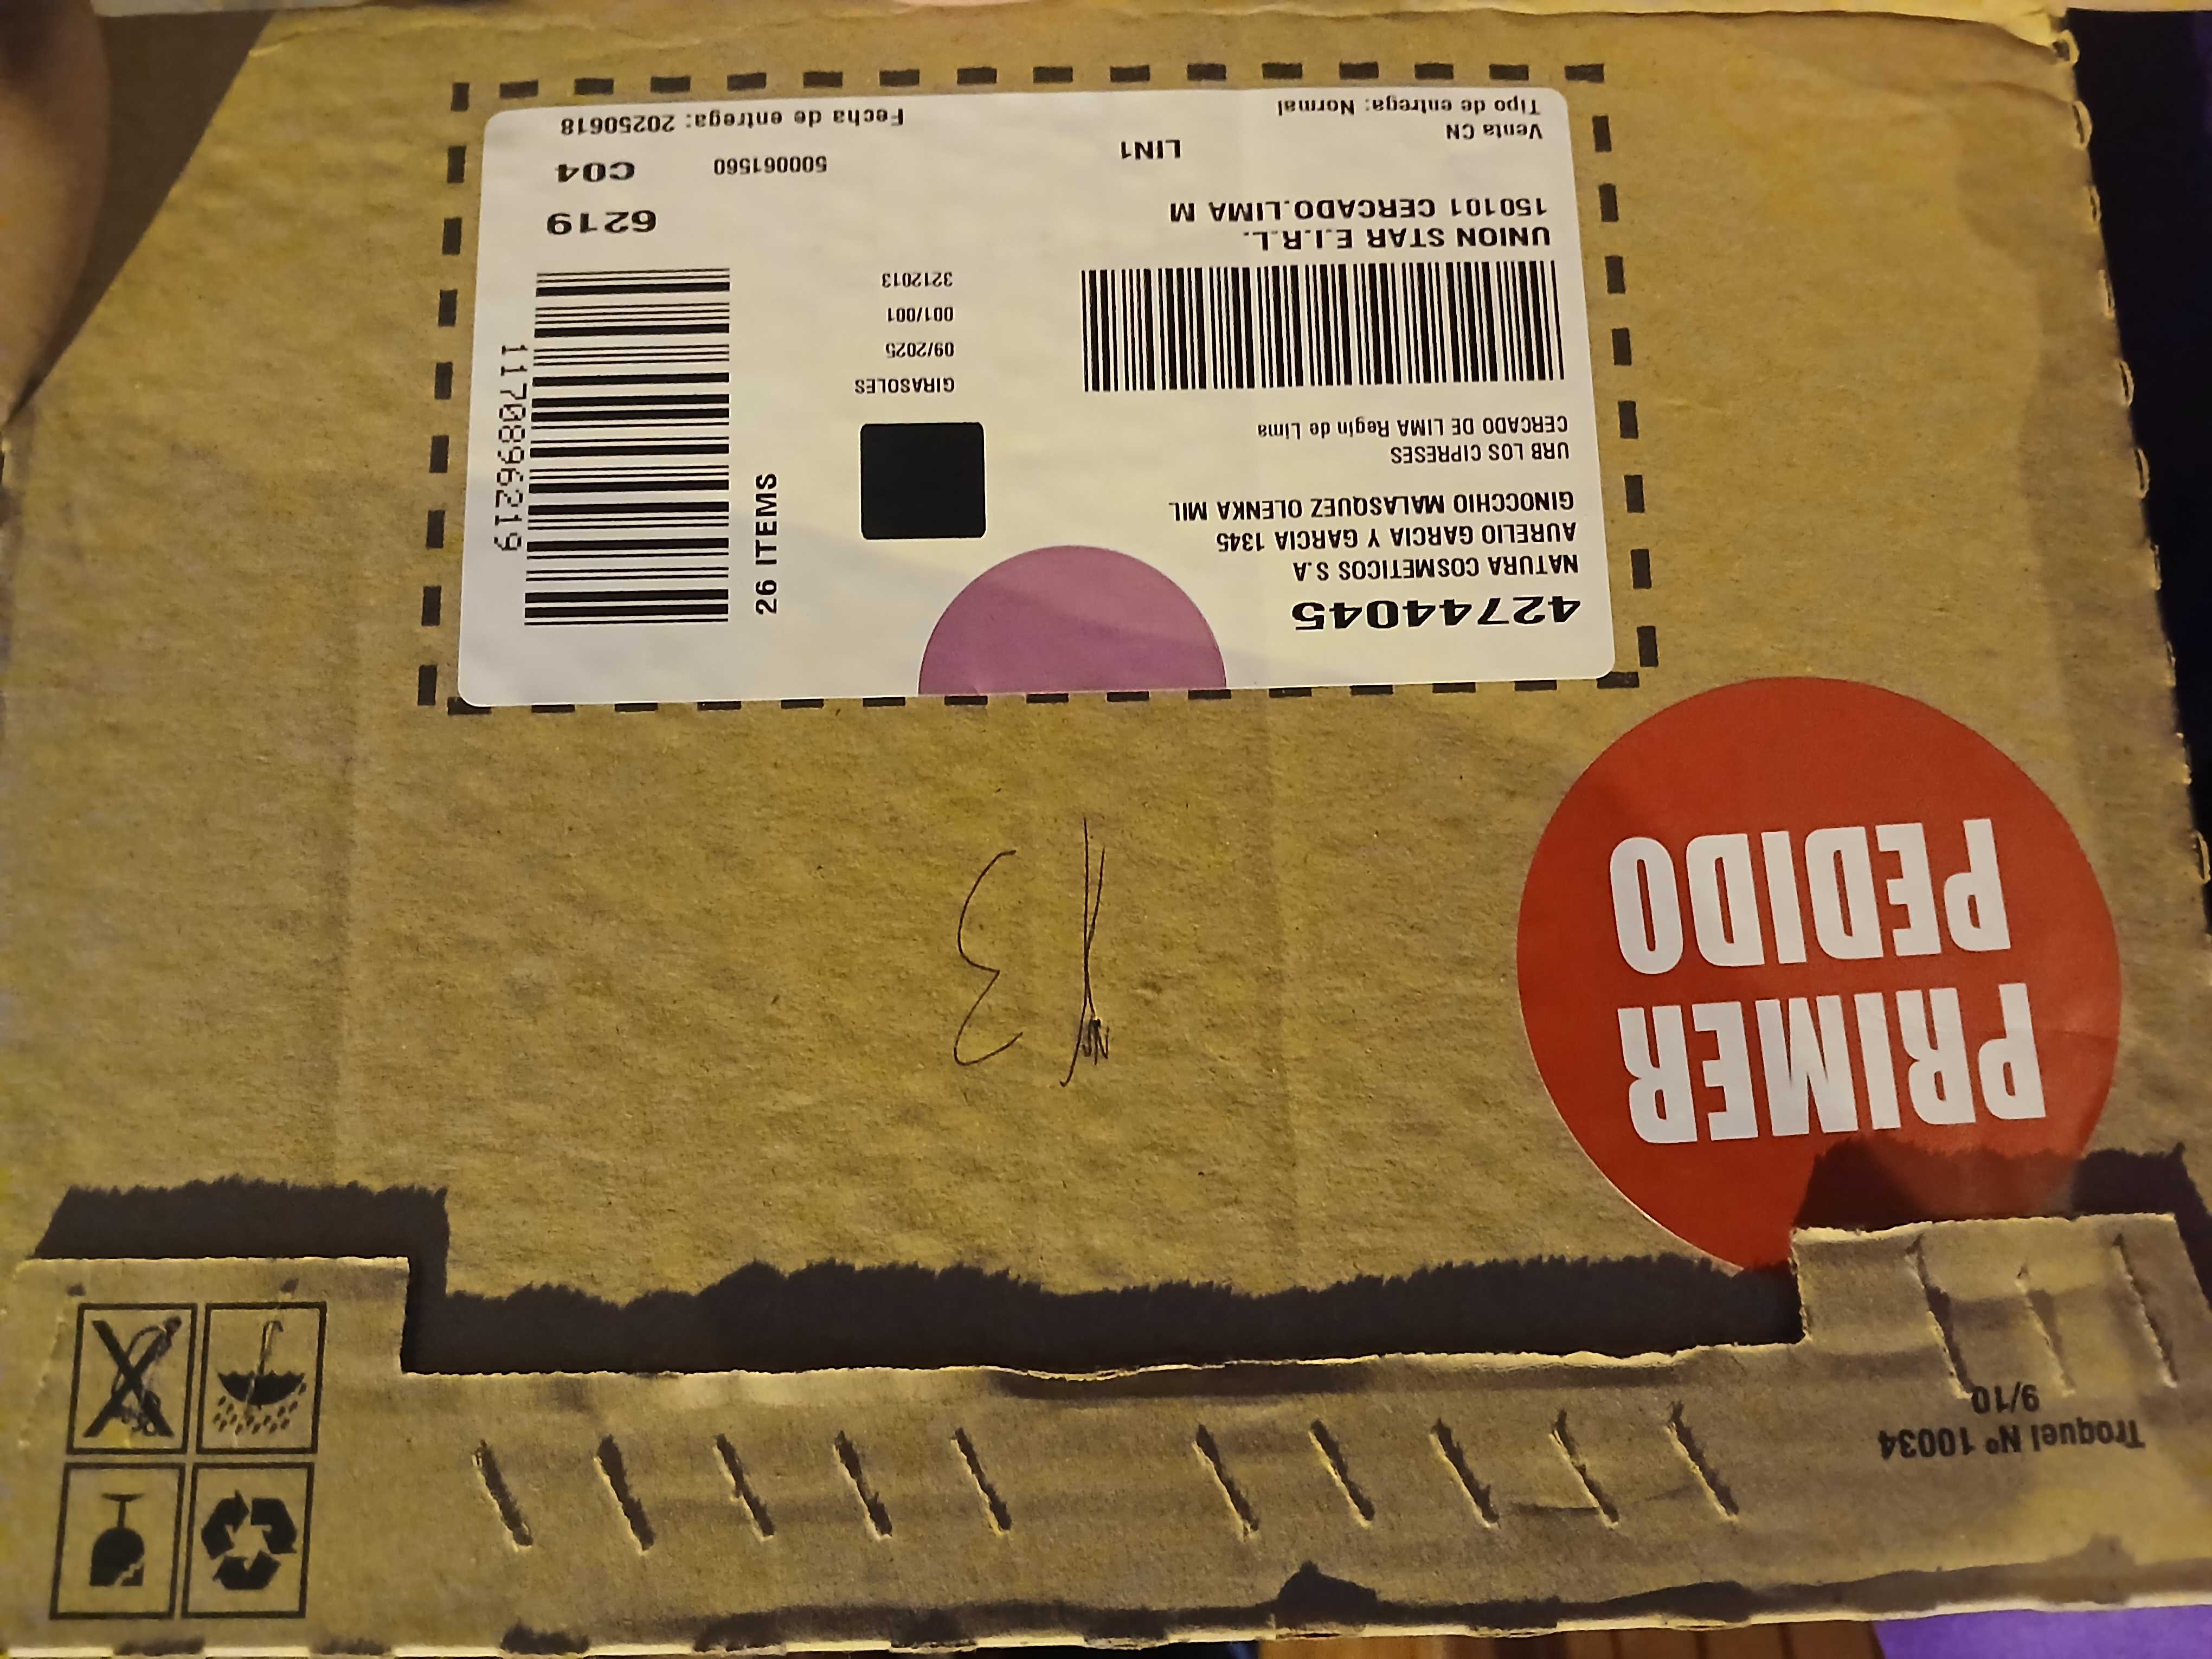 42744045
NATURA COSMETICOS S.A
AURELIO GARCIA Y GARCIA 1345
GINOCCHIO MALASQUEZ OLENKA MIL
URB LOS CIPRESES
CERCADO DE LIMA Regin de Lima
UNION STAR E.I.R.L.
150101 CERCADO.LIMA M
LIN1
Venta CN
Tipo de entrega: Normal
GIRASOLES
09/2025
001/001
3212013
26 ITEMS
1170896219
6219
500061560
C04
Fecha de entrega: 20250618
PRIMER
PEDIDO
Troquel Nº 10034
9/10